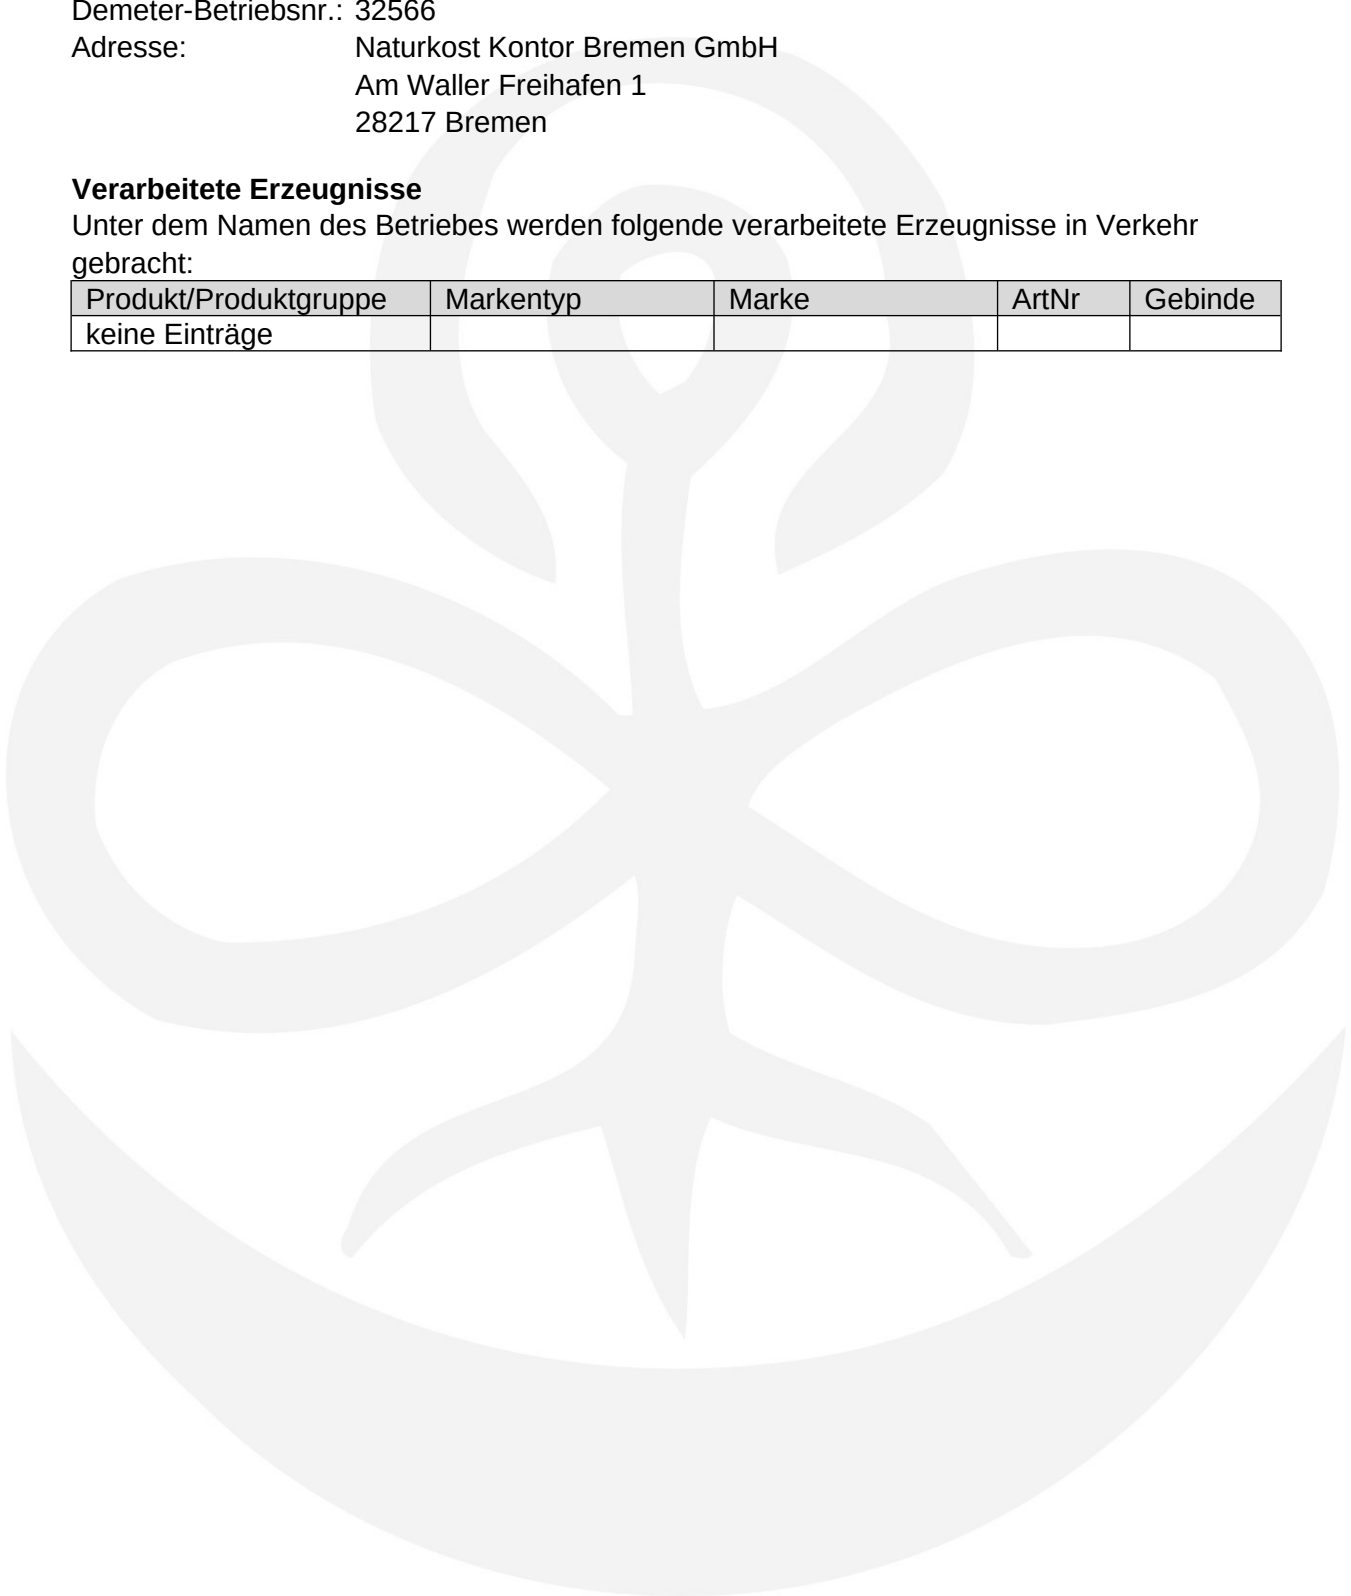 Demeter-Betriebsnr.: 32566
Adresse: Naturkost Kontor Bremen GmbH
Am Waller Freihafen 1
28217 Bremen
Verarbeitete Erzeugnisse
Unter dem Namen des Betriebes werden folgende verarbeitete Erzeugnisse in Verkehr
gebracht:
Produkt/Produktgruppe Markentyp Marke ArtNr Gebinde
keine Einträge